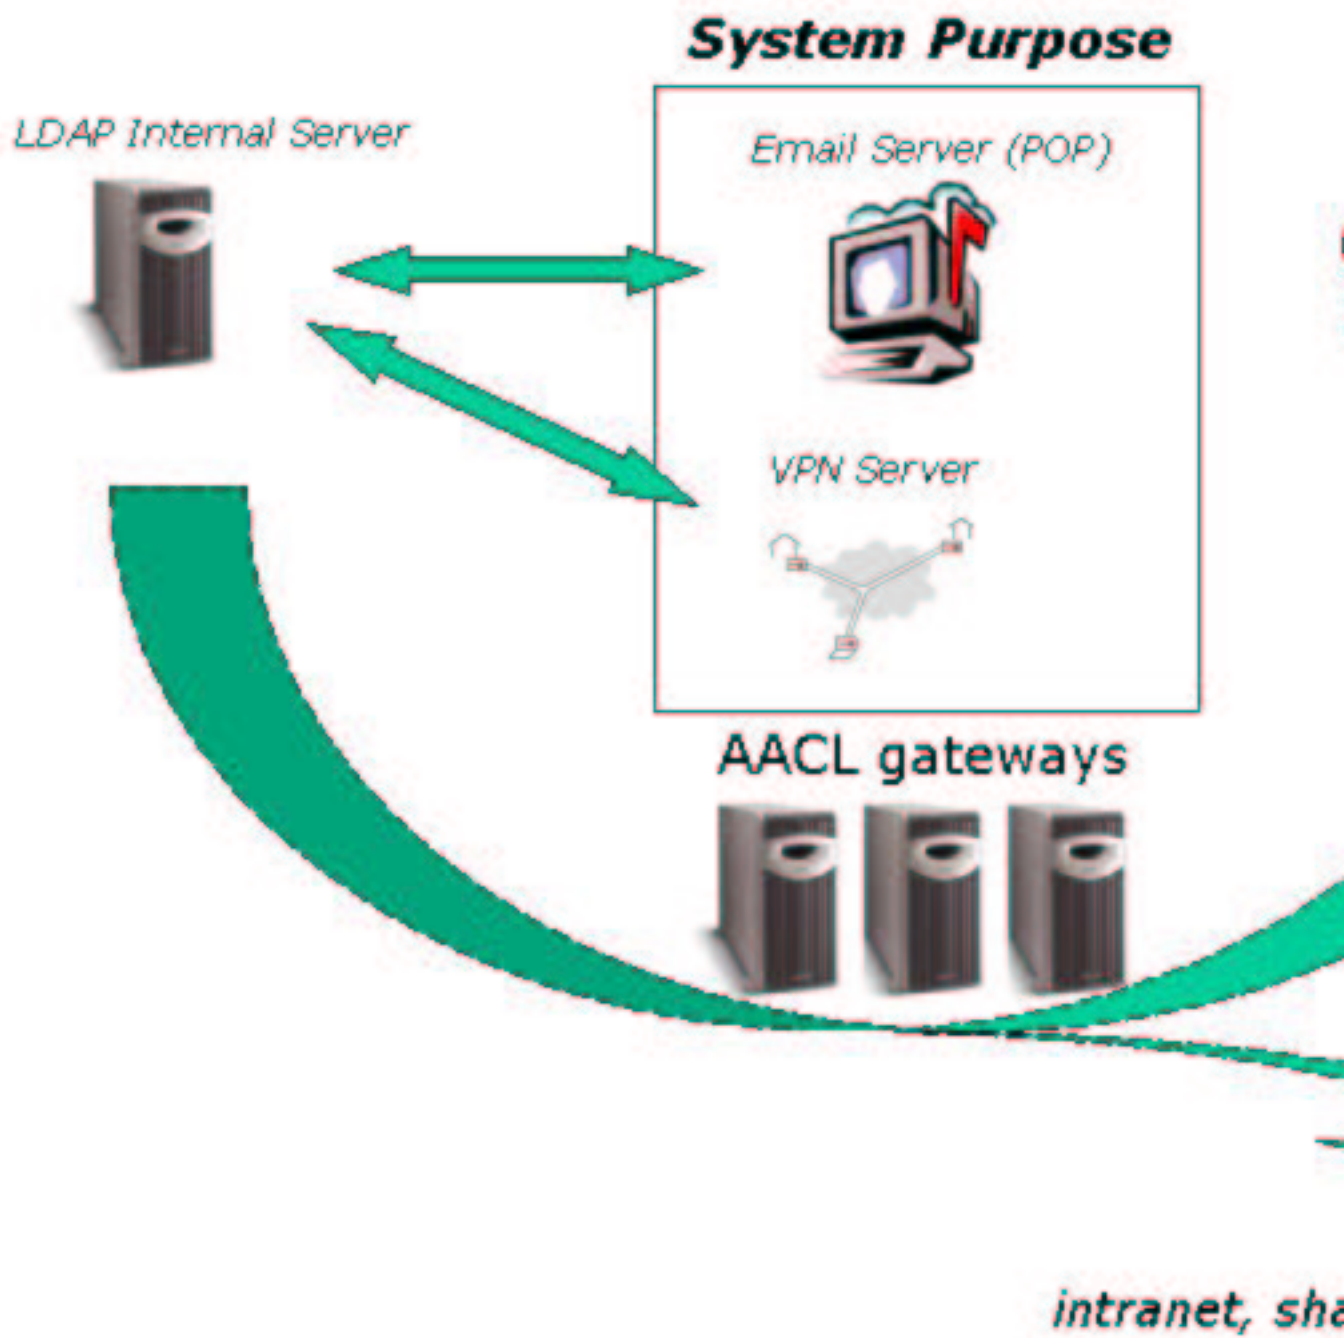 System Purpose
LDAP Internal Server
Email Server (POP)
VPN Server
AACL gateways
intranet,